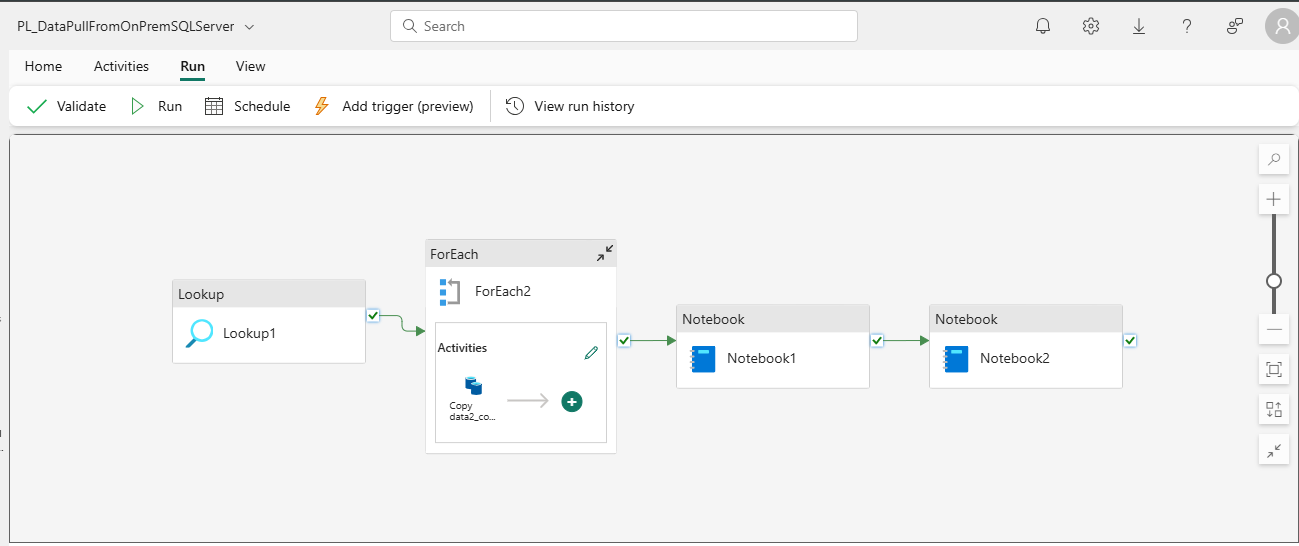 PL_DataPullFromOnPremSQLServer
Search
Home Activities Run View
Validate Run Schedule Add trigger (preview) View run history
Lookup
Lookup1
ForEach
ForEach2
Activities
Copy
data2_co...
Notebook
Notebook1
Notebook
Notebook2